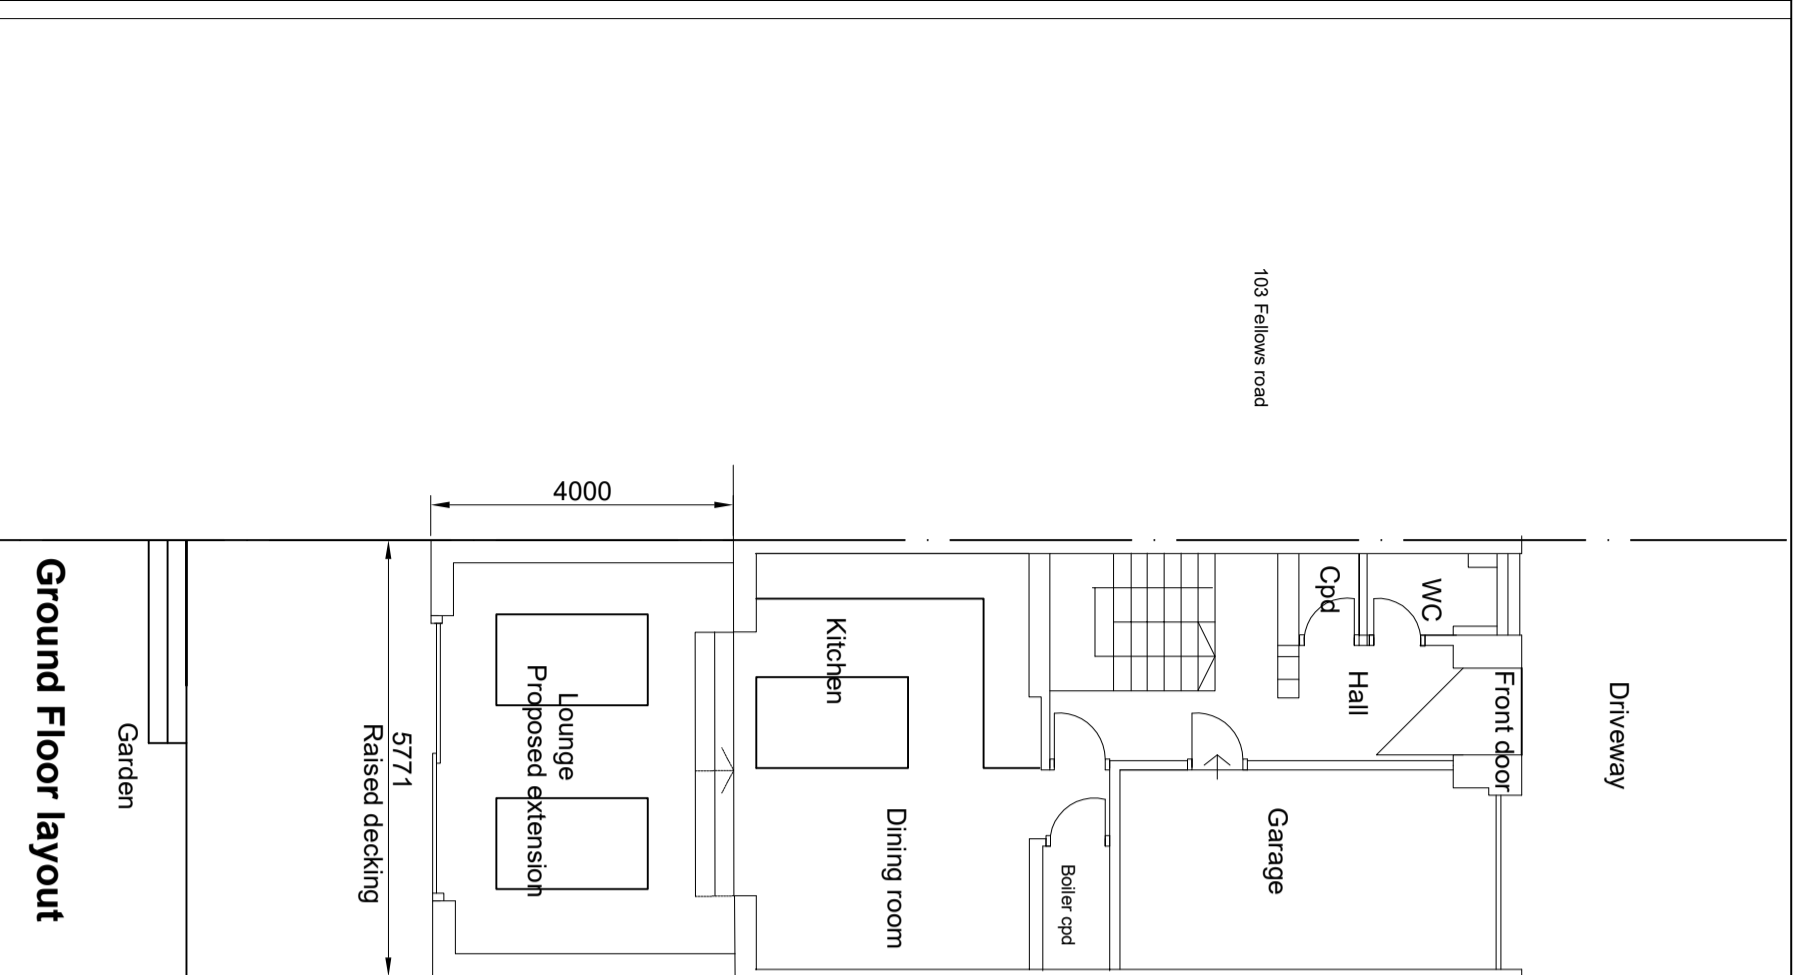 103 Fellows road
4000
Driveway
Front door
WC
Cpd
Hall
Garage
Boiler cpd
Kitchen
Dining room
Lounge
Proposed extension
5771
Raised decking
Garden
Ground Floor layout